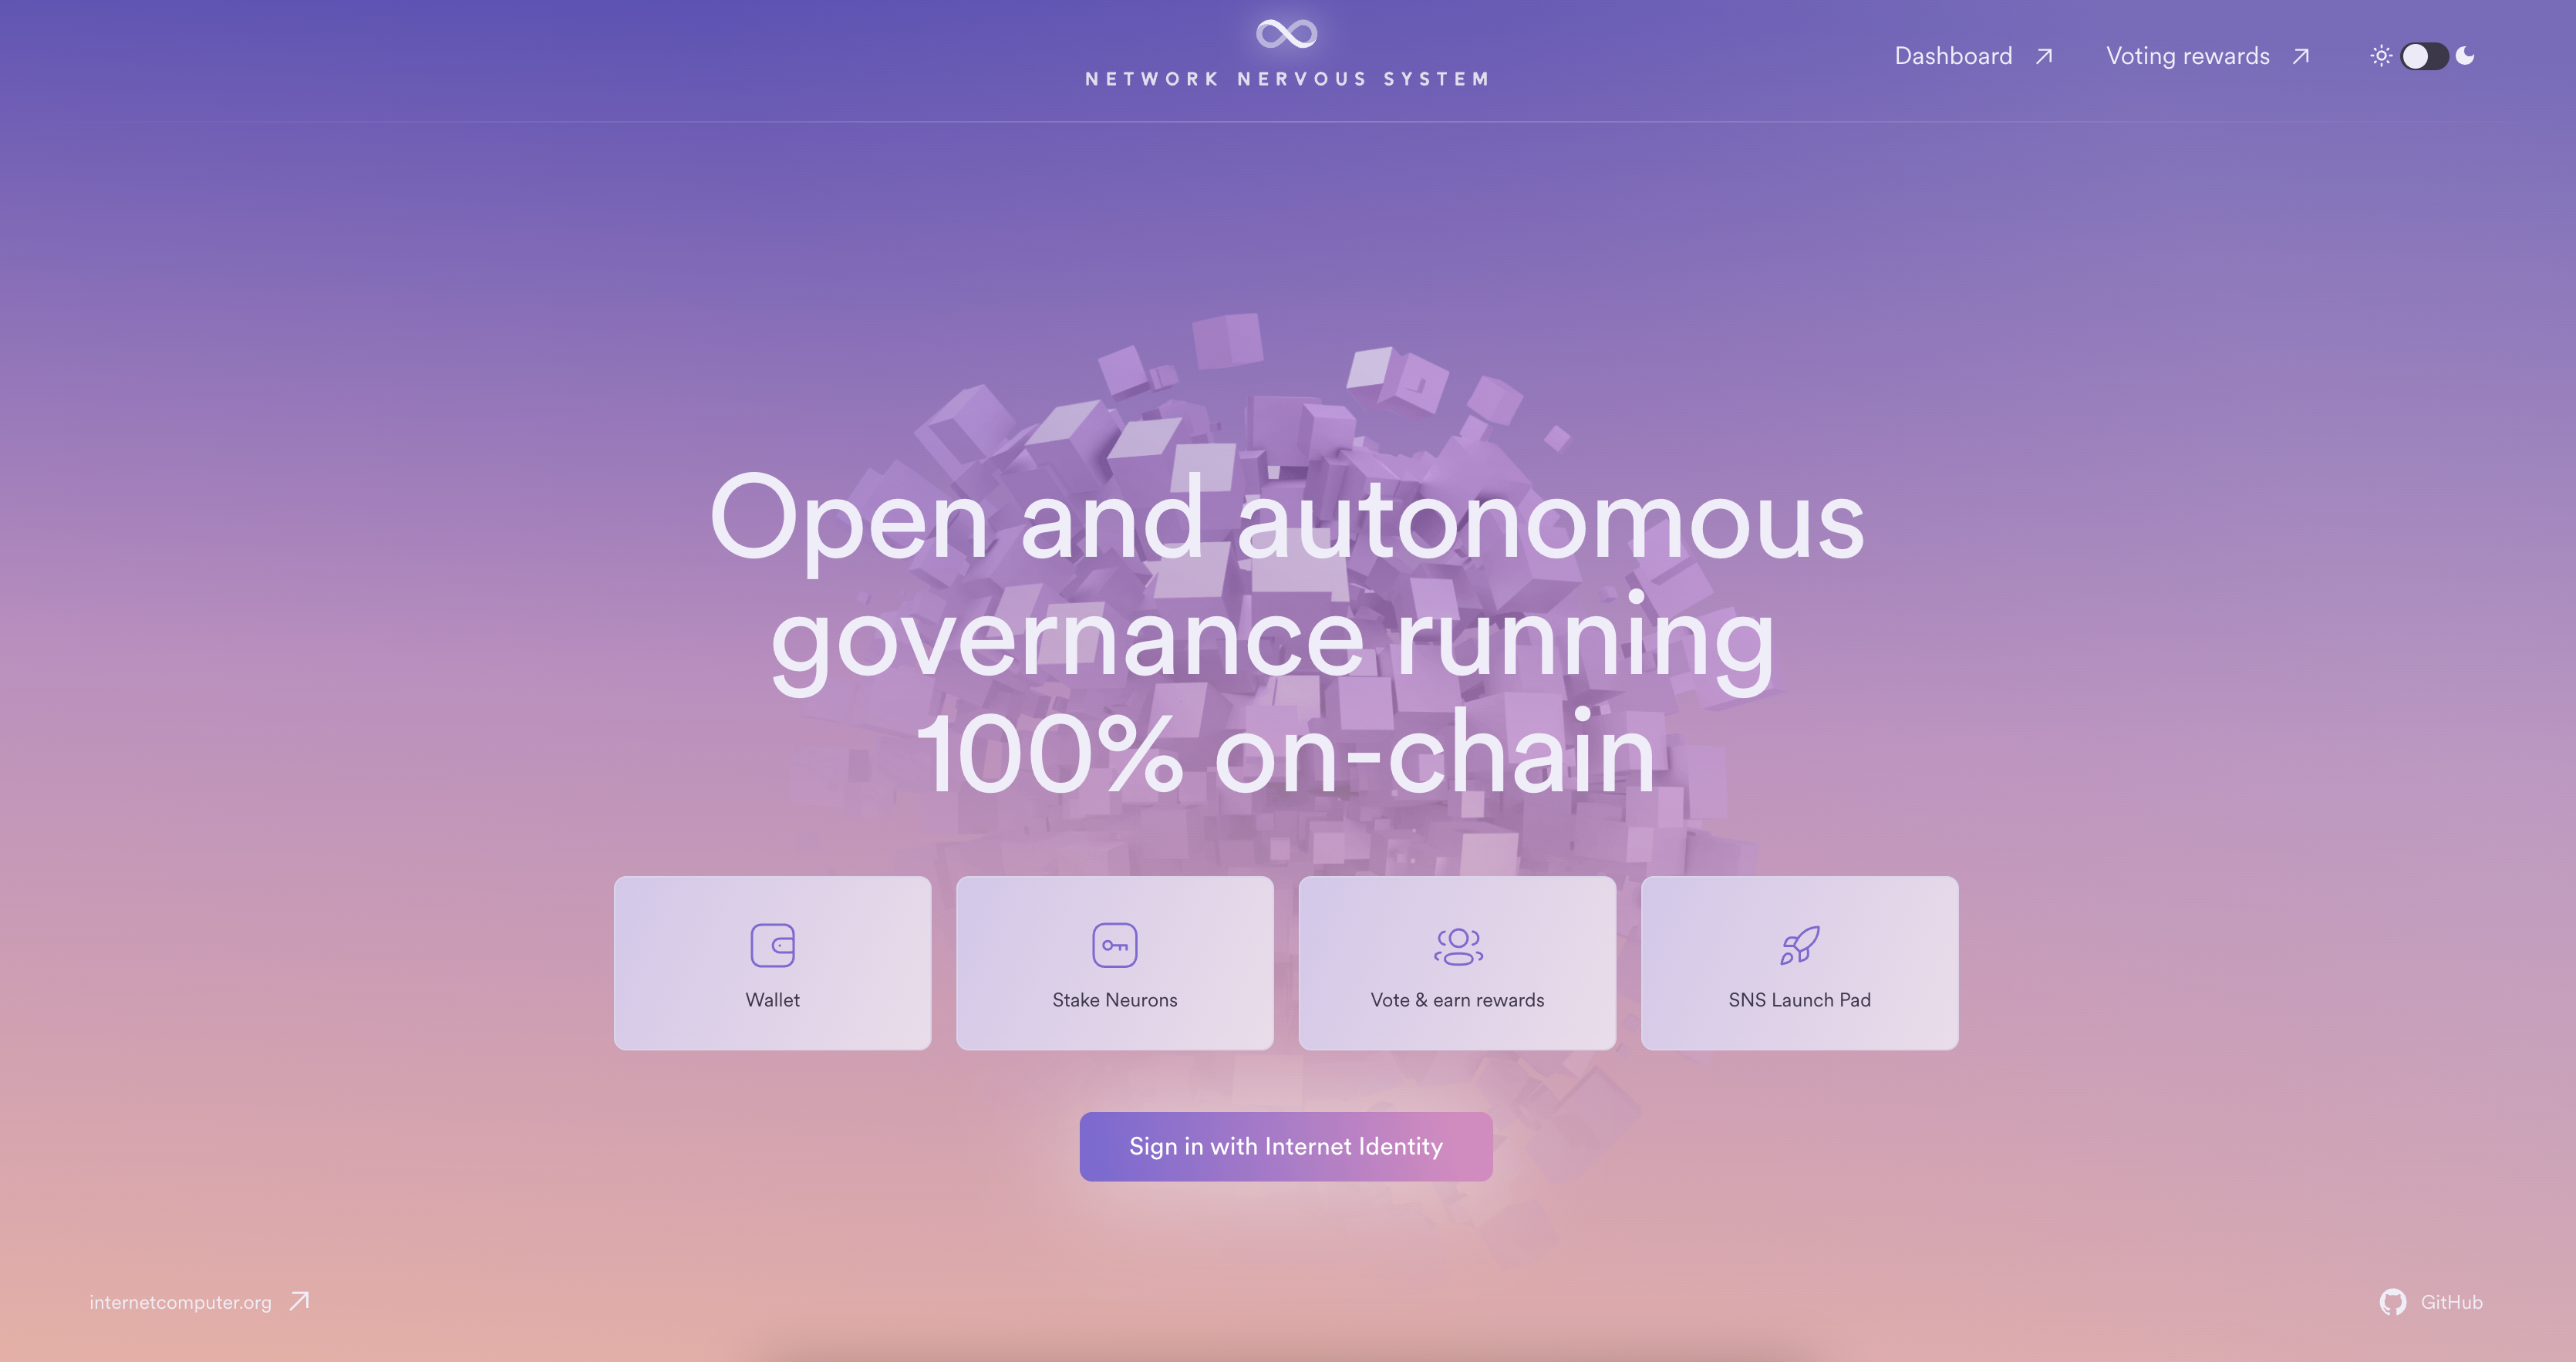 NETWORK NERVOUS SYSTEM
Dashboard
Voting rewards
Open and autonomous
governance running
100% on-chain
Wallet
Stake Neurons
Vote & earn rewards
SNS Launch Pad
Sign in with Internet Identity
internetcomputer.org
GitHub